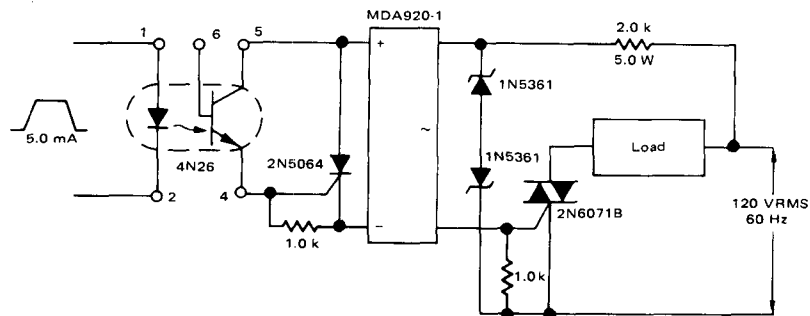 MDA920-1
1
6
5
+
2.0 k
5.0 W
1N5361
5.0 mA
4N26
2N5064
~
1N5361
Load
2
4
2N6071B
120 VRMS
60 Hz
1.0 k
−
1.0 k